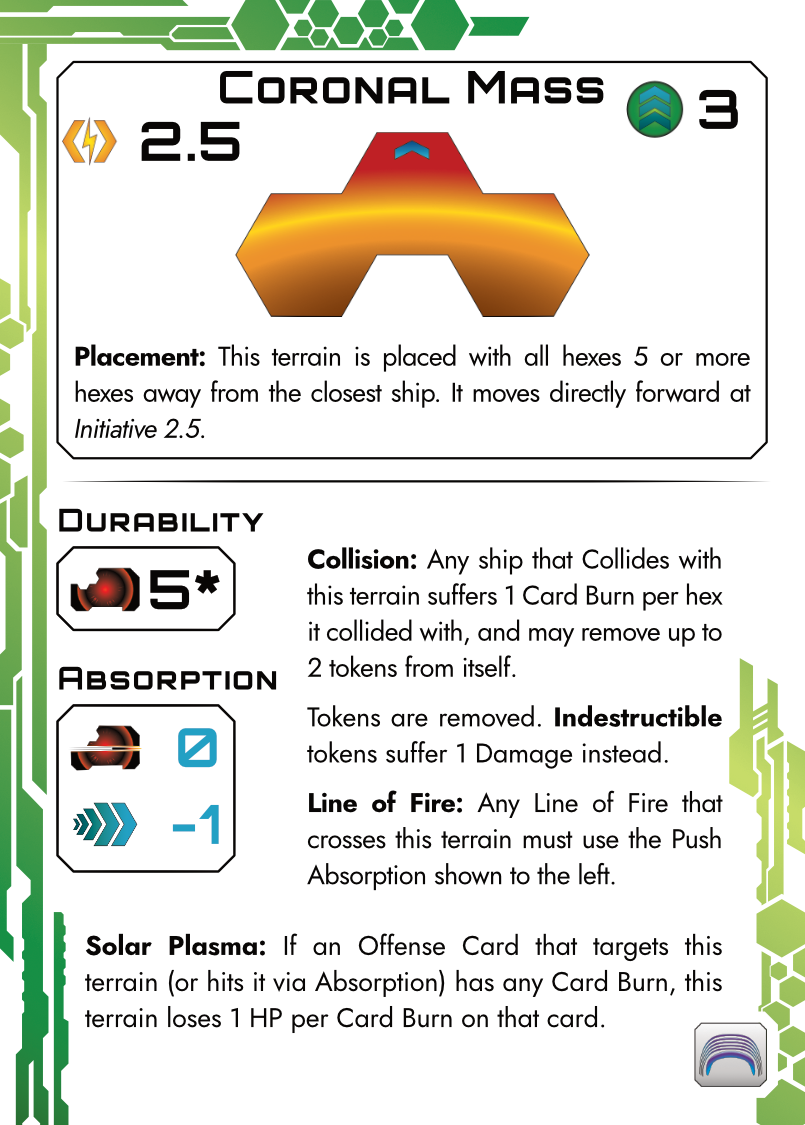 CORONAL MASS
2.5
3
Placement: This terrain is placed with all hexes 5 or more
hexes away from the closest ship. It moves directly forward at
Initiative 2.5.
DURABILITY
5*
ABSORPTION
0
-1
Collision: Any ship that Collides with
this terrain suffers 1 Card Burn per hex
it collided with, and may remove up to
2 tokens from itself.
Tokens are removed. Indestructible
tokens suffer 1 Damage instead.
Line of Fire: Any Line of Fire that
crosses this terrain must use the Push
Absorption shown to the left.
Solar Plasma: If an Offense Card that targets this
terrain (or hits it via Absorption) has any Card Burn, this
terrain loses 1 HP per Card Burn on that card.